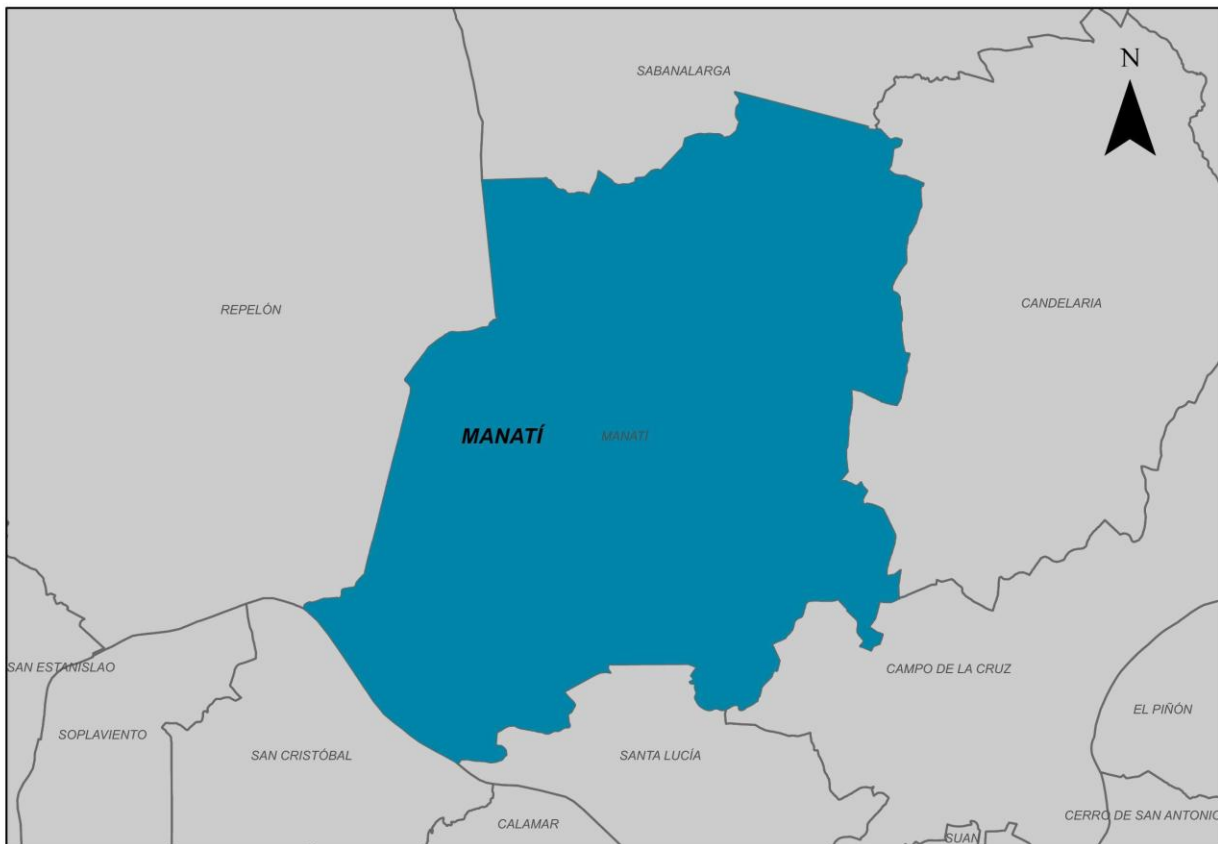 SABANALARGA
N
REPELÓN
CANDELARIA
MANATÍ
MANATÍ
SAN ESTANISLAO
CAMPO DE LA CRUZ
EL PIÑÓN
SOPLAVIENTO
SAN CRISTÓBAL
SANTA LUCÍA
CERRO DE SAN ANTONIO
CALAMAR
SUAN